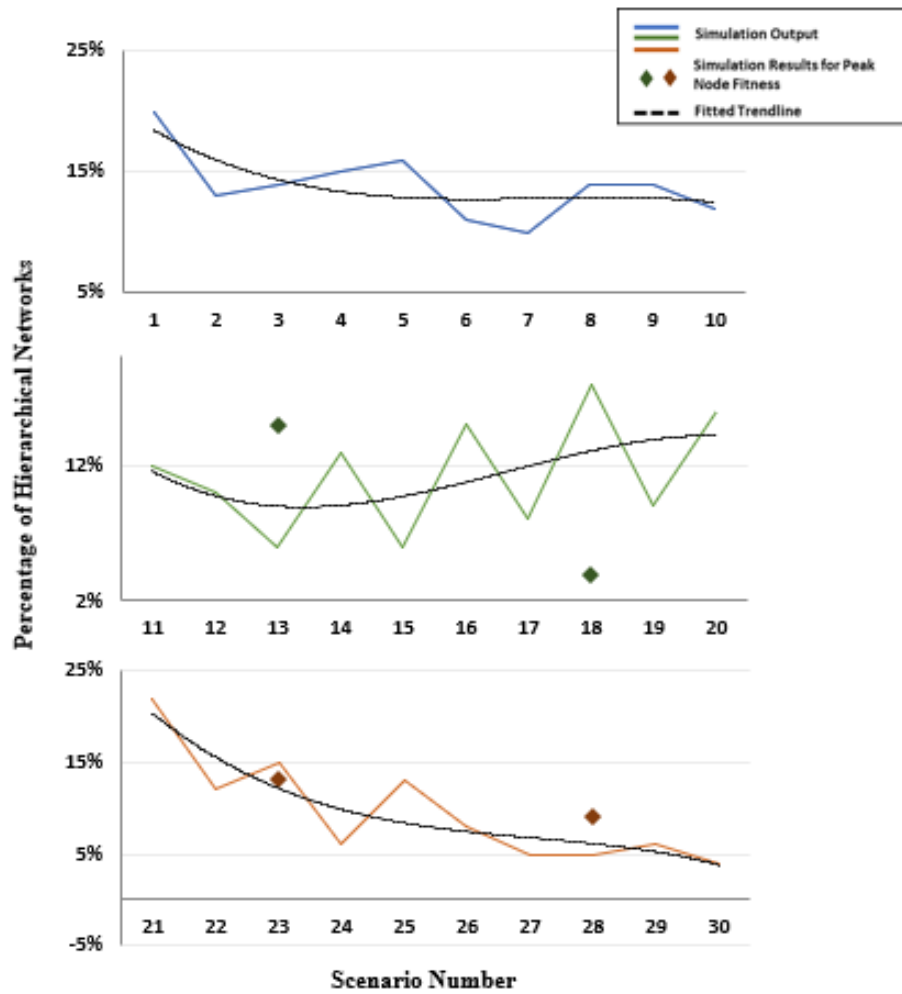 Simulation Output
Simulation Results for Peak
Node Fitness
Fitted Trendline
Percentage of Hierarchical Networks
25%
15%
5%
1 2 3 4 5 6 7 8 9 10
12%
2%
11 12 13 14 15 16 17 18 19 20
25%
15%
5%
-5%
21 22 23 24 25 26 27 28 29 30
Scenario Number